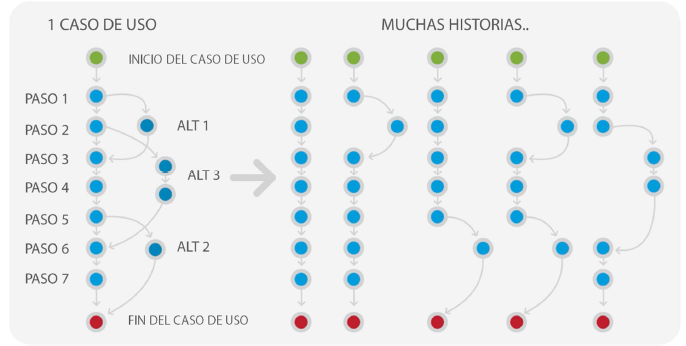 1 CASO DE USO
MUCHAS HISTORIAS..
INICIO DEL CASO DE USO
PASO 1
ALT 1
PASO 2
PASO 3
ALT 3
PASO 4
PASO 5
PASO 6
ALT 2
PASO 7
FIN DEL CASO DE USO